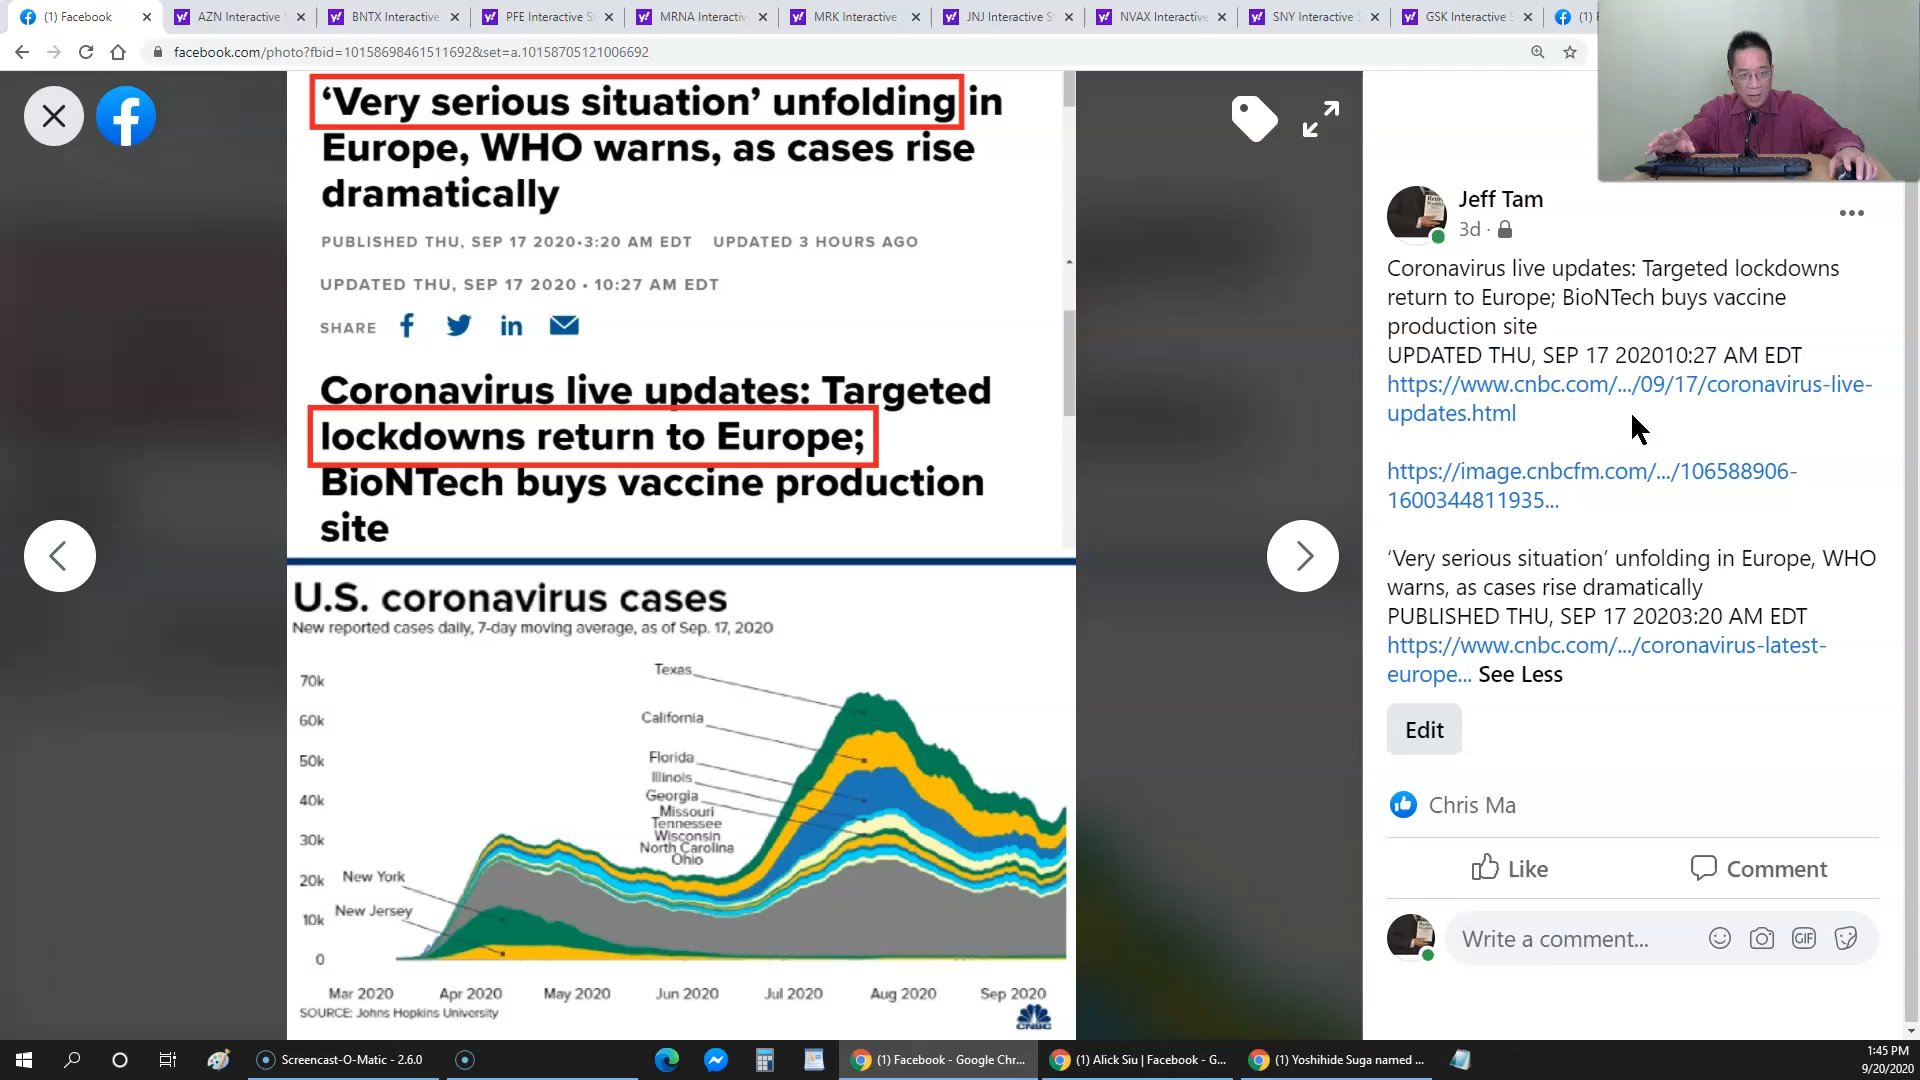 (1) Facebook
AZN Interactive S
BNTX Interactive
PFE Interactive St
MRNA Interactiv
MRK Interactive
JNJ Interactive S
NVAX Interactive
SNY Interactive S
GSK Interactive S
(1) F
facebook.com/photo?fbid=10158698461511692&set=a.10158705121006692
‘Very serious situation’ unfolding in
Europe, WHO warns, as cases rise
dramatically
PUBLISHED THU, SEP 17 2020•3:20 AM EDT UPDATED 3 HOURS AGO
UPDATED THU, SEP 17 2020 • 10:27 AM EDT
SHARE
Coronavirus live updates: Targeted
lockdowns return to Europe;
BioNTech buys vaccine production
site
U.S. coronavirus cases
New reported cases daily, 7-day moving average, as of Sep. 17, 2020
70k
60k
50k
40k
30k
20k
10k
0
Texas
California
Florida
Illinois
Georgia
Missouri
Tennessee
Wisconsin
North Carolina
Ohio
New York
New Jersey
Mar 2020 Apr 2020 May 2020 Jun 2020 Jul 2020 Aug 2020 Sep 2020
SOURCE: Johns Hopkins University
CNBC
Jeff Tam
3d ·
Coronavirus live updates: Targeted lockdowns
return to Europe; BioNTech buys vaccine
production site
UPDATED THU, SEP 17 202010:27 AM EDT
https://www.cnbc.com/.../09/17/coronavirus-live-
updates.html
https://image.cnbcfm.com/.../106588906-
1600344811935...
‘Very serious situation’ unfolding in Europe, WHO
warns, as cases rise dramatically
PUBLISHED THU, SEP 17 20203:20 AM EDT
https://www.cnbc.com/.../coronavirus-latest-
europe... See Less
Edit
Chris Ma
Like
Comment
Write a comment...
GIF
Screencast-O-Matic - 2.6.0
(1) Facebook - Google Chr...
(1) Alick Siu | Facebook - G...
(1) Yoshihide Suga named ...
1:45 PM
9/20/2020